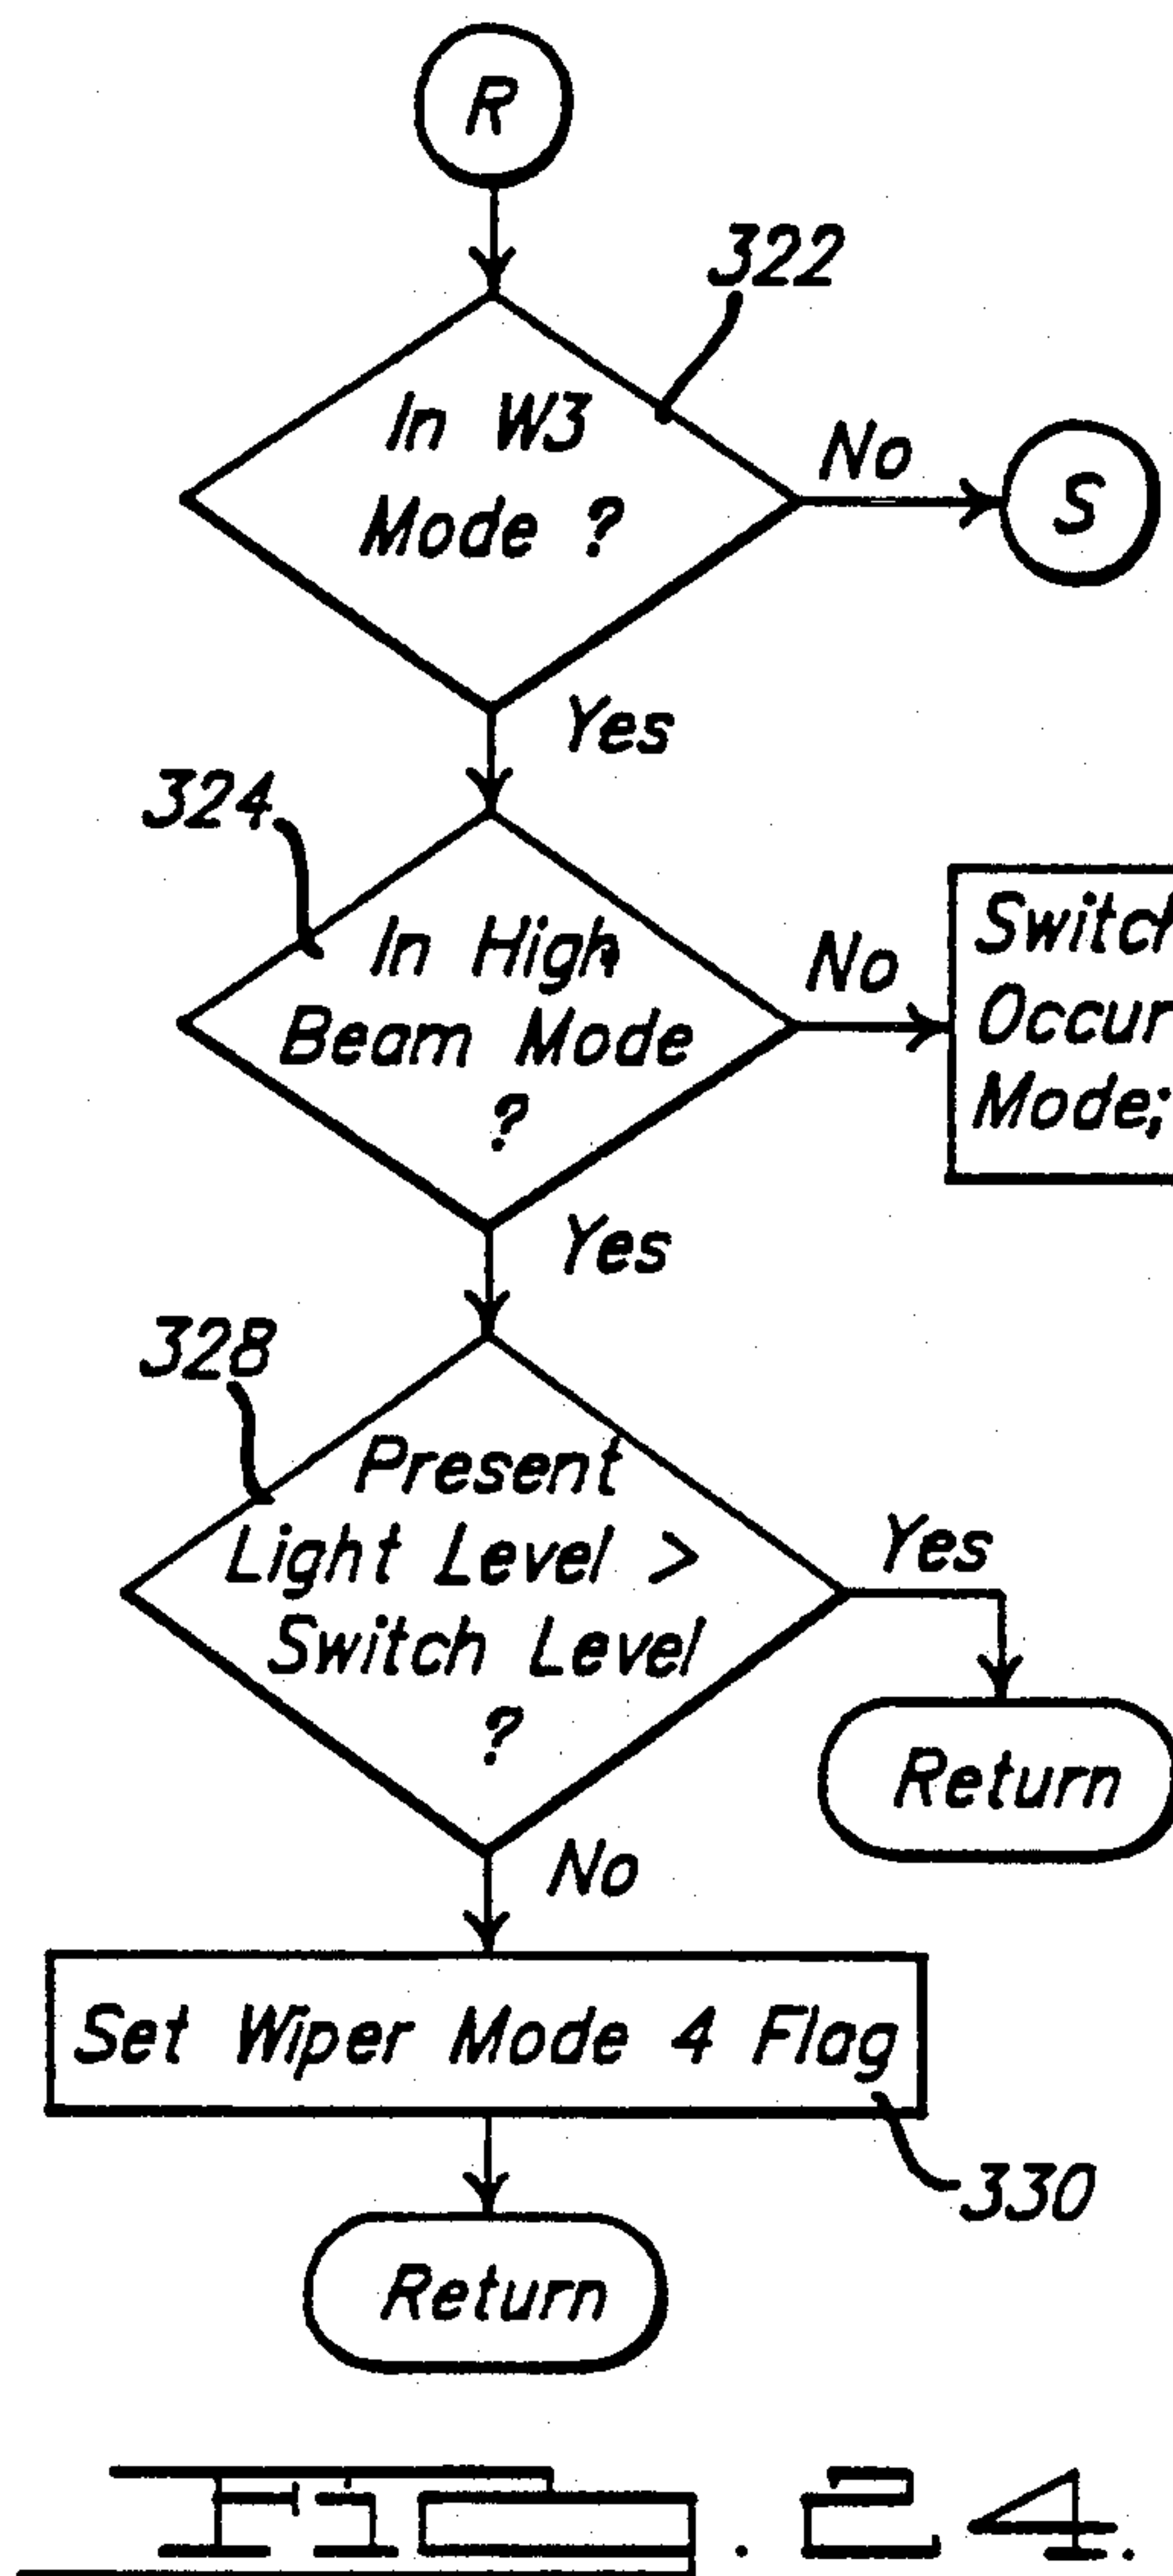 R
322
In W3
Mode ?
No
S
Yes
324
In High
Beam Mode
?
No
Switch
Occur
Mode;
Yes
328
Present
Light Level >
Switch Level
?
Yes
Return
No
Set Wiper Mode 4 Flag
330
Return
Fig. 24.